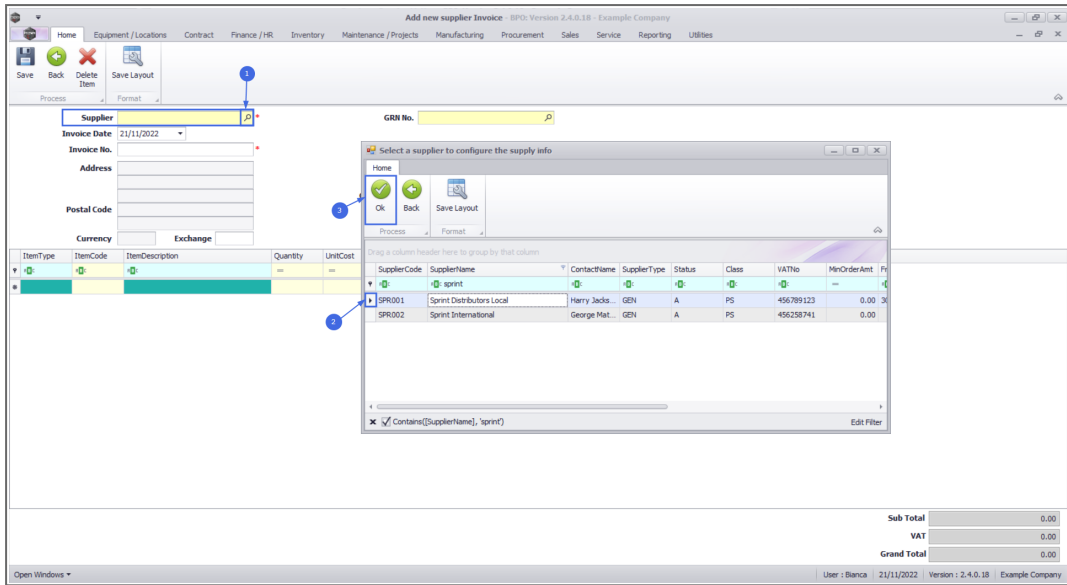 Add new supplier Invoice - BPO: Version 2.4.0.18 - Example Company
Home Equipment / Locations Contract Finance / HR Inventory Maintenance / Projects Manufacturing Procurement Sales Service Reporting Utilities
Save Back Delete Item Save Layout
Process Format
1
Supplier * GRN No.
Invoice Date 21/11/2022
Invoice No. *
Address
Postal Code
Currency Exchange
ItemType ItemCode ItemDescription Quantity UnitCost
Select a supplier to configure the supply info
Home
3
Ok Back Save Layout
Process Format
Drag a column header here to group by that column
SupplierCode SupplierName ContactName SupplierType Status Class VATNo MinOrderAmt
sprint
SPR001 Sprint Distributors Local Harry Jacks... GEN A PS 456789123 0.00
2
SPR002 Sprint International George Mat... GEN A PS 456258741 0.00
Contains([SupplierName], 'sprint') Edit Filter
Sub Total 0.00
VAT 0.00
Grand Total 0.00
Open Windows User : Bianca 21/11/2022 Version : 2.4.0.18 Example Company